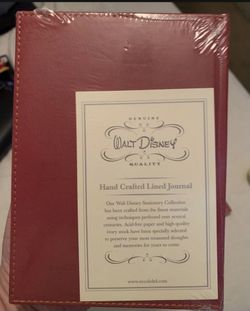 GENUINE
WALT DISNEY
QUALITY
Hand Crafted Lined Journal
Our Walt Disney Stationery Collection
has been crafted from the finest materials
using techniques perfected over several
centuries. Acid-free paper and high quality
ivory stock have been specially selected
to preserve your most treasured thoughts
and memories for years to come.